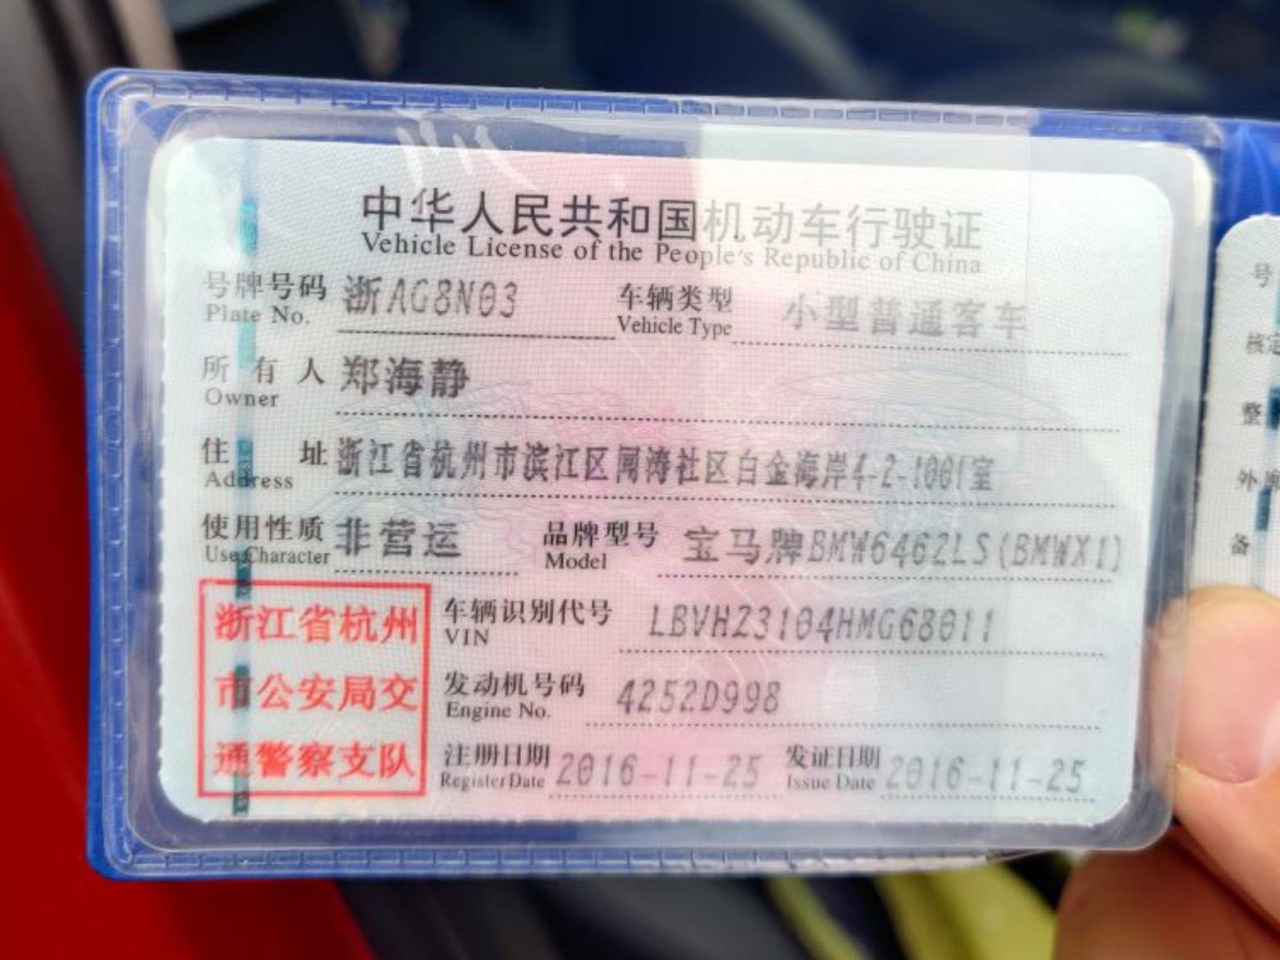 中华人民共和国机动车行驶证
Vehicle License of the People's Republic of China
号牌号码 浙AG8N03 车辆类型 小型普通客车
Plate No. Vehicle Type
所有人 郑海静
Owner
住址 浙江省杭州市滨江区闻涛社区白金海岸4-2-1001室
Address
使用性质 非营运 品牌型号 宝马牌BMW6462LS(BMWX1)
Use Character Model
浙江省杭州
市公安局交
通警察支队
车辆识别代号 LBVHZ3104HMG68011
VIN
发动机号码 4252D998
Engine No.
注册日期 2016-11-25 发证日期 2016-11-25
Register Date Issue Date
号
核定
整
外
备